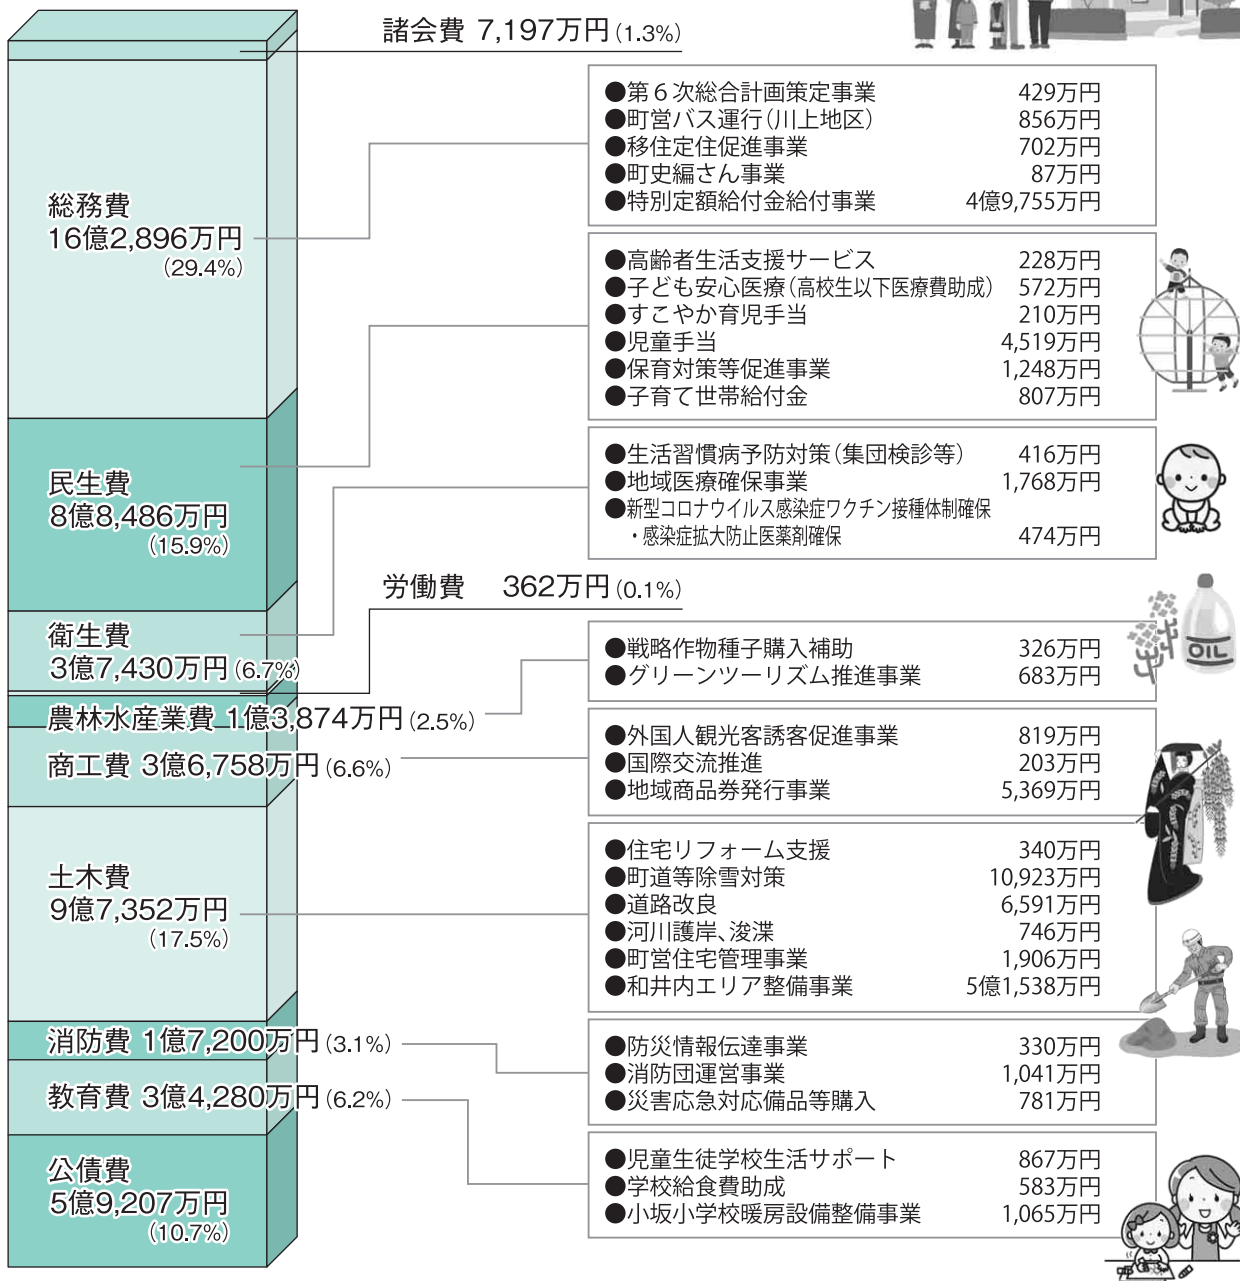 諸会費 7,197万円(1.3%)
総務費
16億2,896万円
(29.4%)
●第6次総合計画策定事業 429万円
●町営バス運行(川上地区) 856万円
●移住定住促進事業 702万円
●町史編さん事業 87万円
●特別定額給付金給付事業 4億9,755万円
民生費
8億8,486万円
(15.9%)
●高齢者生活支援サービス 228万円
●子ども安心医療(高校生以下医療費助成) 572万円
●すこやか育児手当 210万円
●児童手当 4,519万円
●保育対策等促進事業 1,248万円
●子育て世帯給付金 807万円
衛生費
3億7,430万円(6.7%)
●生活習慣病予防対策(集団検診等) 416万円
●地域医療確保事業 1,768万円
●新型コロナウイルス感染症ワクチン接種体制確保
・感染症拡大防止医薬剤確保 474万円
労働費 362万円(0.1%)
農林水産業費 1億3,874万円(2.5%)
●戦略作物種子購入補助 326万円
●グリーンツーリズム推進事業 683万円
OIL
商工費 3億6,758万円(6.6%)
●外国人観光客誘客促進事業 819万円
●国際交流推進 203万円
●地域商品券発行事業 5,369万円
土木費
9億7,352万円
(17.5%)
●住宅リフォーム支援 340万円
●町道等除雪対策 10,923万円
●道路改良 6,591万円
●河川護岸、浚渫 746万円
●町営住宅管理事業 1,906万円
●和井内エリア整備事業 5億1,538万円
消防費 1億7,200万円(3.1%)
●防災情報伝達事業 330万円
●消防団運営事業 1,041万円
●災害応急対応備品等購入 781万円
教育費 3億4,280万円(6.2%)
●児童生徒学校生活サポート 867万円
●学校給食費助成 583万円
●小坂小学校暖房設備整備事業 1,065万円
公債費
5億9,207万円
(10.7%)